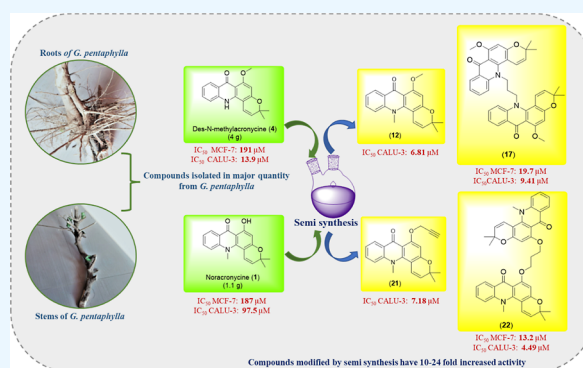 Roots of G. pentaphylla
Compounds isolated in major quantity
from G. pentaphylla
Stems of G. pentaphylla
O
O
N
H
O
Des-N-methylacronycine (4)
(4 g)
IC50 MCF-7: 191 µM
IC50 CALU-3: 13.9 µM
O
OH
N
O
Noracronycine (1)
(1.1 g)
IC50 MCF-7: 187 µM
IC50 CALU-3: 97.5 µM
Semi synthesis
O
O
N
O
(12)
IC50 CALU-3: 6.81 µM
O
O
N
O
(21)
IC50 CALU-3: 7.18 µM
O
O
O
N
N
O
O
O
(17)
IC50 MCF-7: 19.7 µM
IC50CALU-3: 9.41 µM
N
O
O
O
O
O
N
O
(22)
IC50 MCF-7: 13.2 µM
IC50 CALU-3: 4.49 µM
Compounds modified by semi synthesis have 10-24 fold increased activity